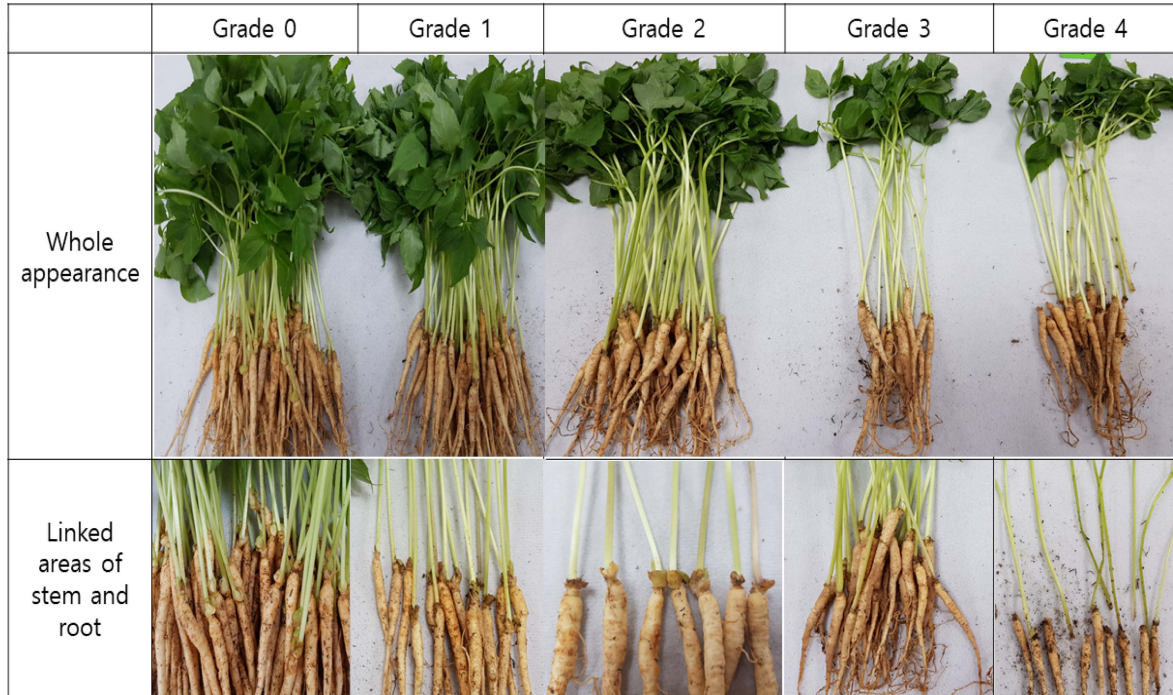 Grade 0
Grade 1
Grade 2
Grade 3
Grade 4
Whole
appearance
Linked
areas of
stem and
root